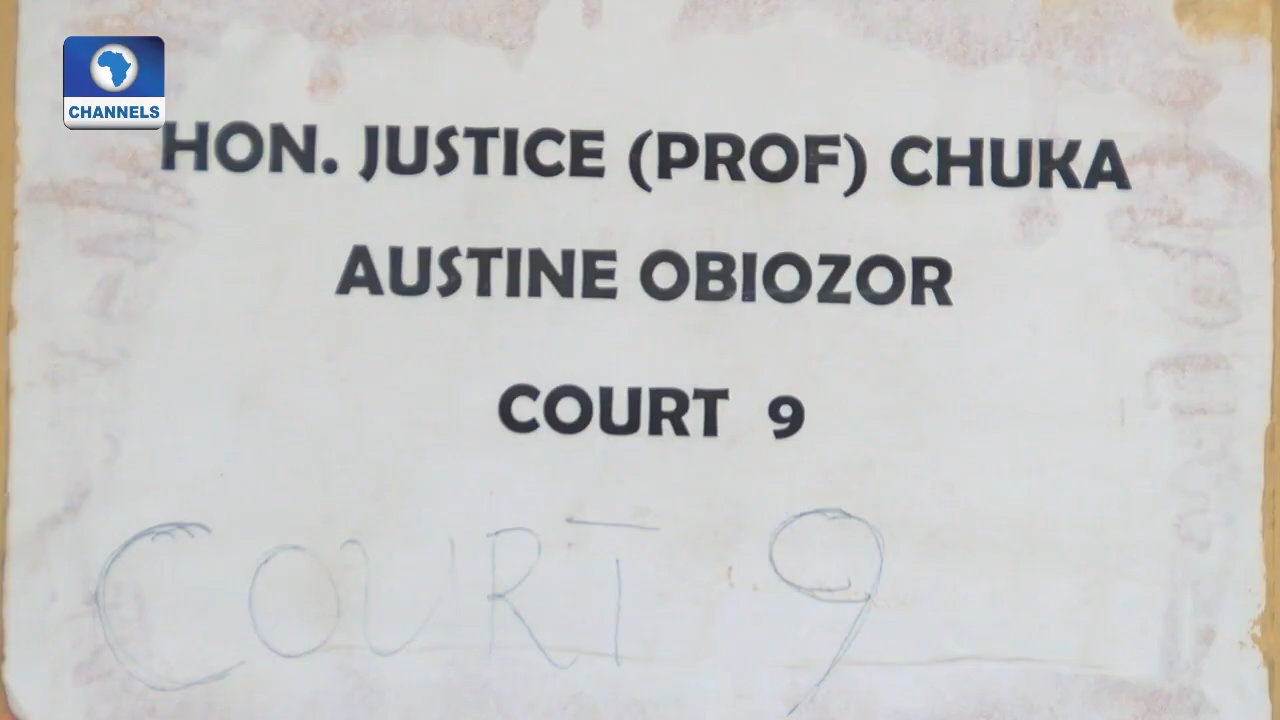 CHANNELS
HON. JUSTICE (PROF) CHUKA
AUSTINE OBIOZOR
COURT 9
COURT 9